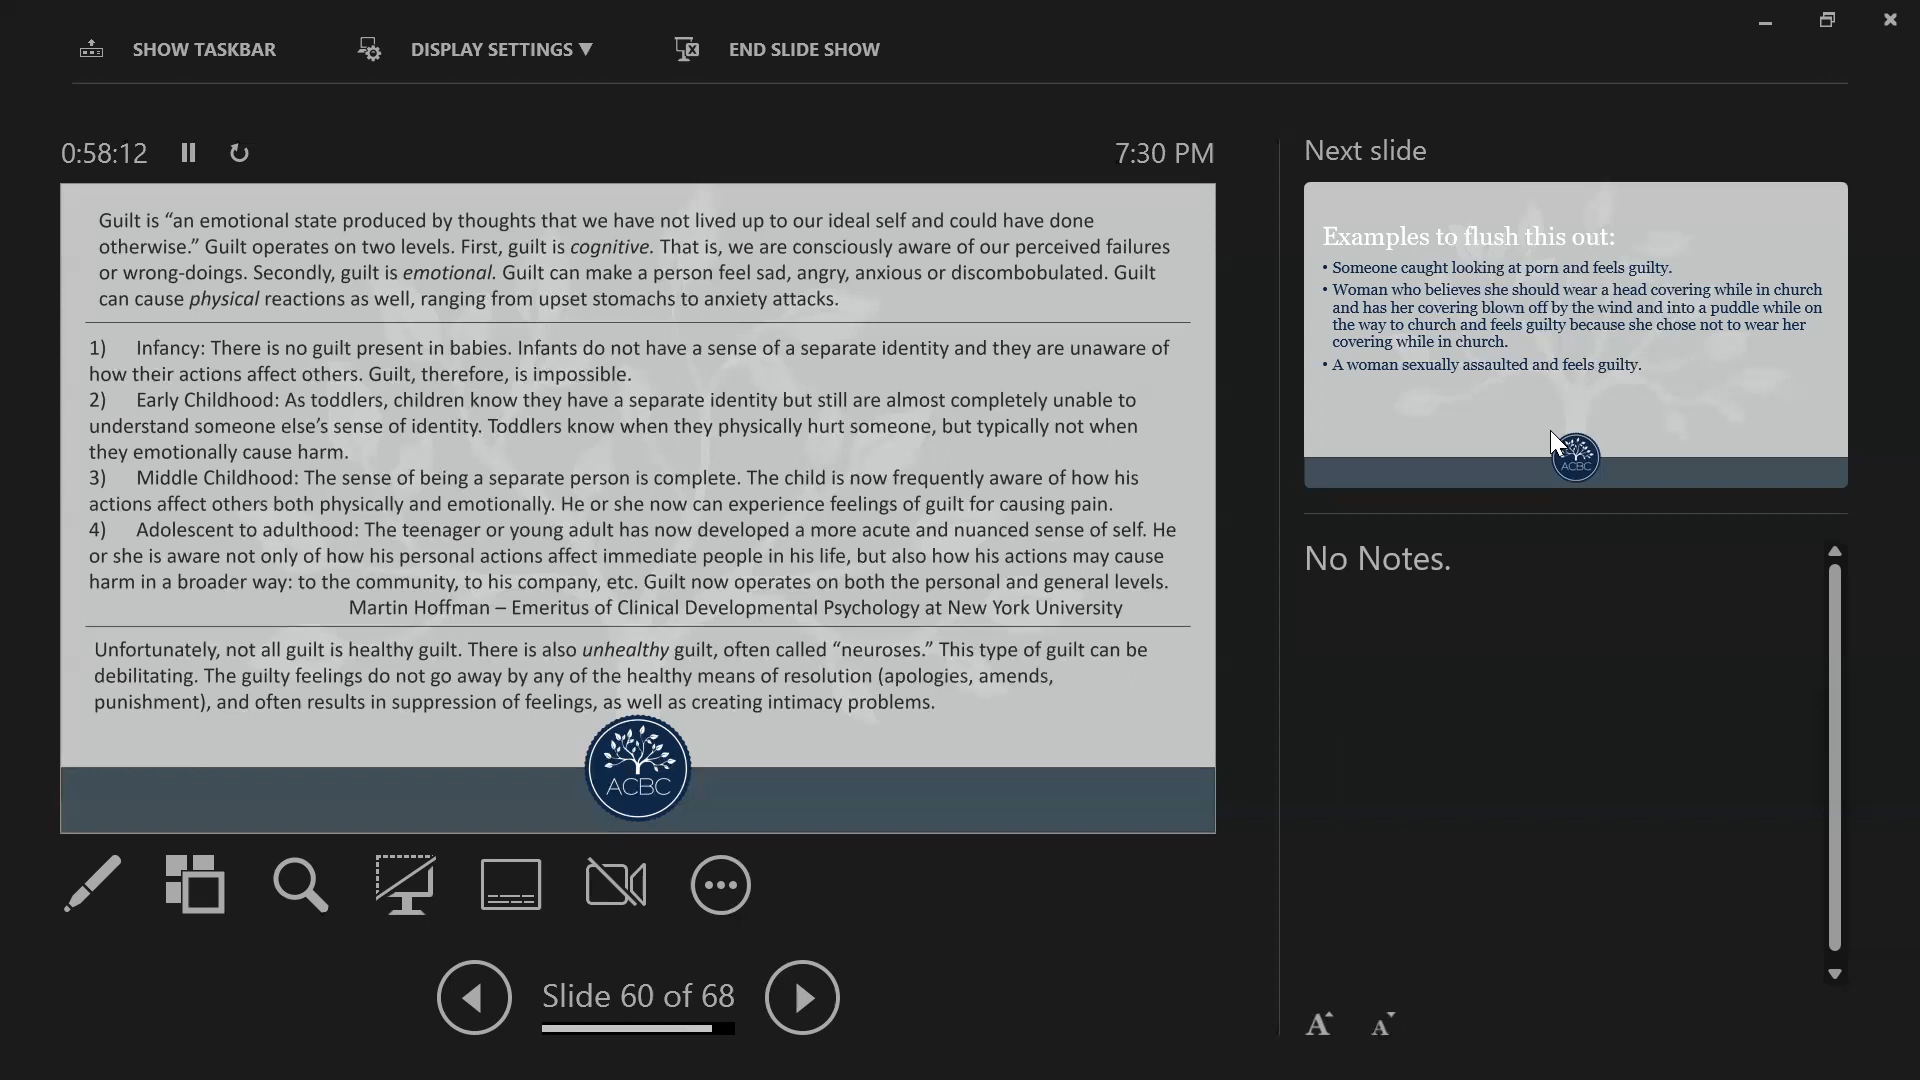 SHOW TASKBAR
DISPLAY SETTINGS ▼
END SLIDE SHOW
0:58:12
7:30 PM
Guilt is “an emotional state produced by thoughts that we have not lived up to our ideal self and could have done
otherwise.” Guilt operates on two levels. First, guilt is cognitive. That is, we are consciously aware of our perceived failures
or wrong-doings. Secondly, guilt is emotional. Guilt can make a person feel sad, angry, anxious or discombobulated. Guilt
can cause physical reactions as well, ranging from upset stomachs to anxiety attacks.
1) Infancy: There is no guilt present in babies. Infants do not have a sense of a separate identity and they are unaware of
how their actions affect others. Guilt, therefore, is impossible.
2) Early Childhood: As toddlers, children know they have a separate identity but still are almost completely unable to
understand someone else’s sense of identity. Toddlers know when they physically hurt someone, but typically not when
they emotionally cause harm.
3) Middle Childhood: The sense of being a separate person is complete. The child is now frequently aware of how his
actions affect others both physically and emotionally. He or she now can experience feelings of guilt for causing pain.
4) Adolescent to adulthood: The teenager or young adult has now developed a more acute and nuanced sense of self. He
or she is aware not only of how his personal actions affect immediate people in his life, but also how his actions may cause
harm in a broader way: to the community, to his company, etc. Guilt now operates on both the personal and general levels.
Martin Hoffman – Emeritus of Clinical Developmental Psychology at New York University
Unfortunately, not all guilt is healthy guilt. There is also unhealthy guilt, often called “neuroses.” This type of guilt can be
debilitating. The guilty feelings do not go away by any of the healthy means of resolution (apologies, amends,
punishment), and often results in suppression of feelings, as well as creating intimacy problems.
ACBC
Slide 60 of 68
Next slide
Examples to flush this out:
• Someone caught looking at porn and feels guilty.
• Woman who believes she should wear a head covering while in church
and has her covering blown off by the wind and into a puddle while on
the way to church and feels guilty because she chose not to wear her
covering while in church.
• A woman sexually assaulted and feels guilty.
ACBC
No Notes.
A A